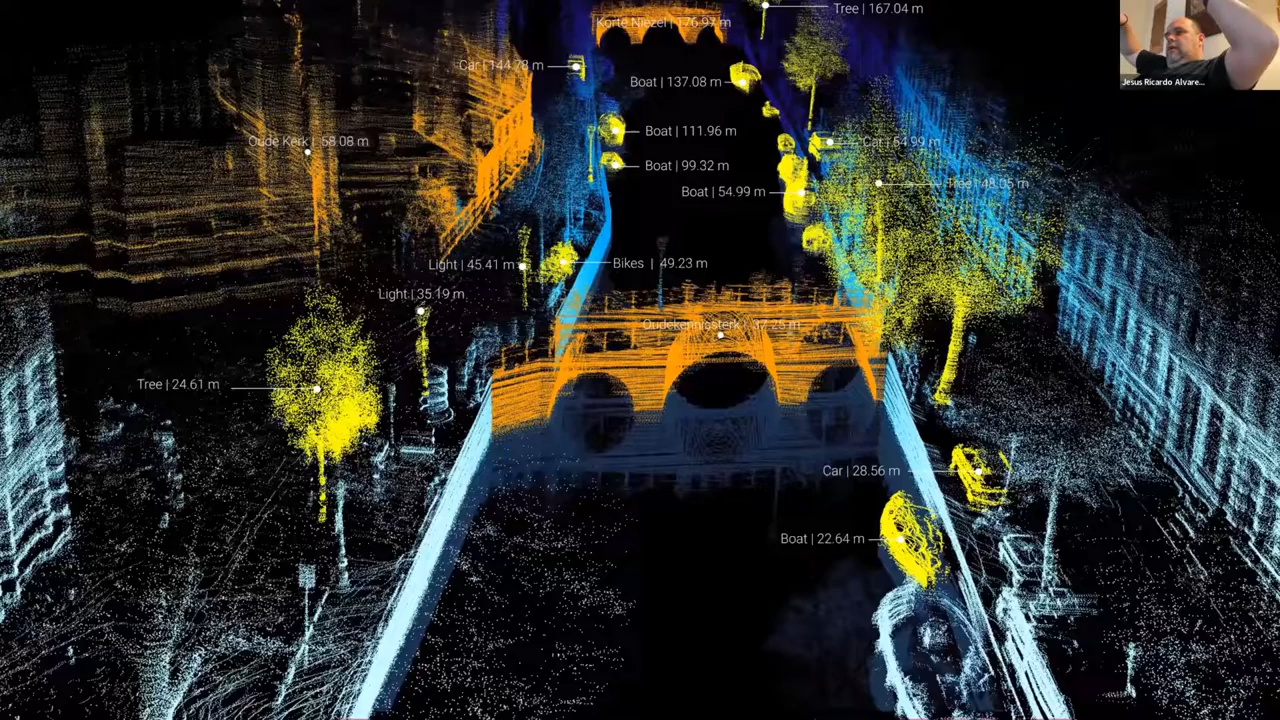 Tree | 167.04 m
Korte Niezel | 176.97 m
Car | 144.78 m
Boat | 137.08 m
Jesus Ricardo Alvare...
Boat | 111.96 m
Oude Kerk | 58.08 m
Car | 54.99 m
Boat | 99.32 m
Boat | 54.99 m
Tree | 48.05 m
Light | 45.41 m
Bikes | 49.23 m
Light | 35.19 m
Tree | 24.61 m
Car | 28.56 m
Boat | 22.64 m